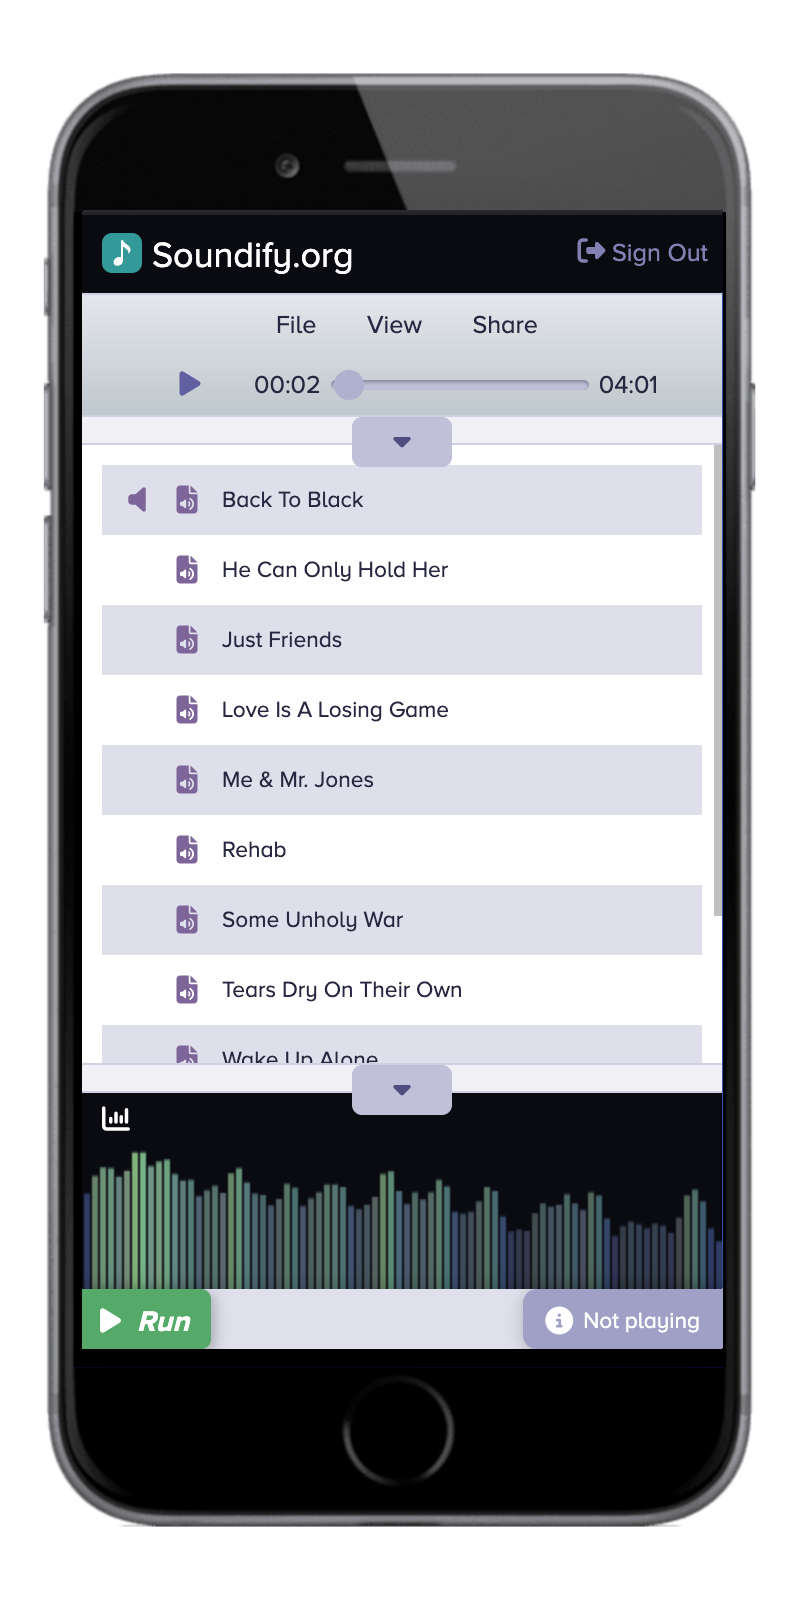 Soundify.org
Sign Out
File View Share
00:02 04:01
Back To Black
He Can Only Hold Her
Just Friends
Love Is A Losing Game
Me & Mr. Jones
Rehab
Some Unholy War
Tears Dry On Their Own
Wake Up Alone
Run
Not playing